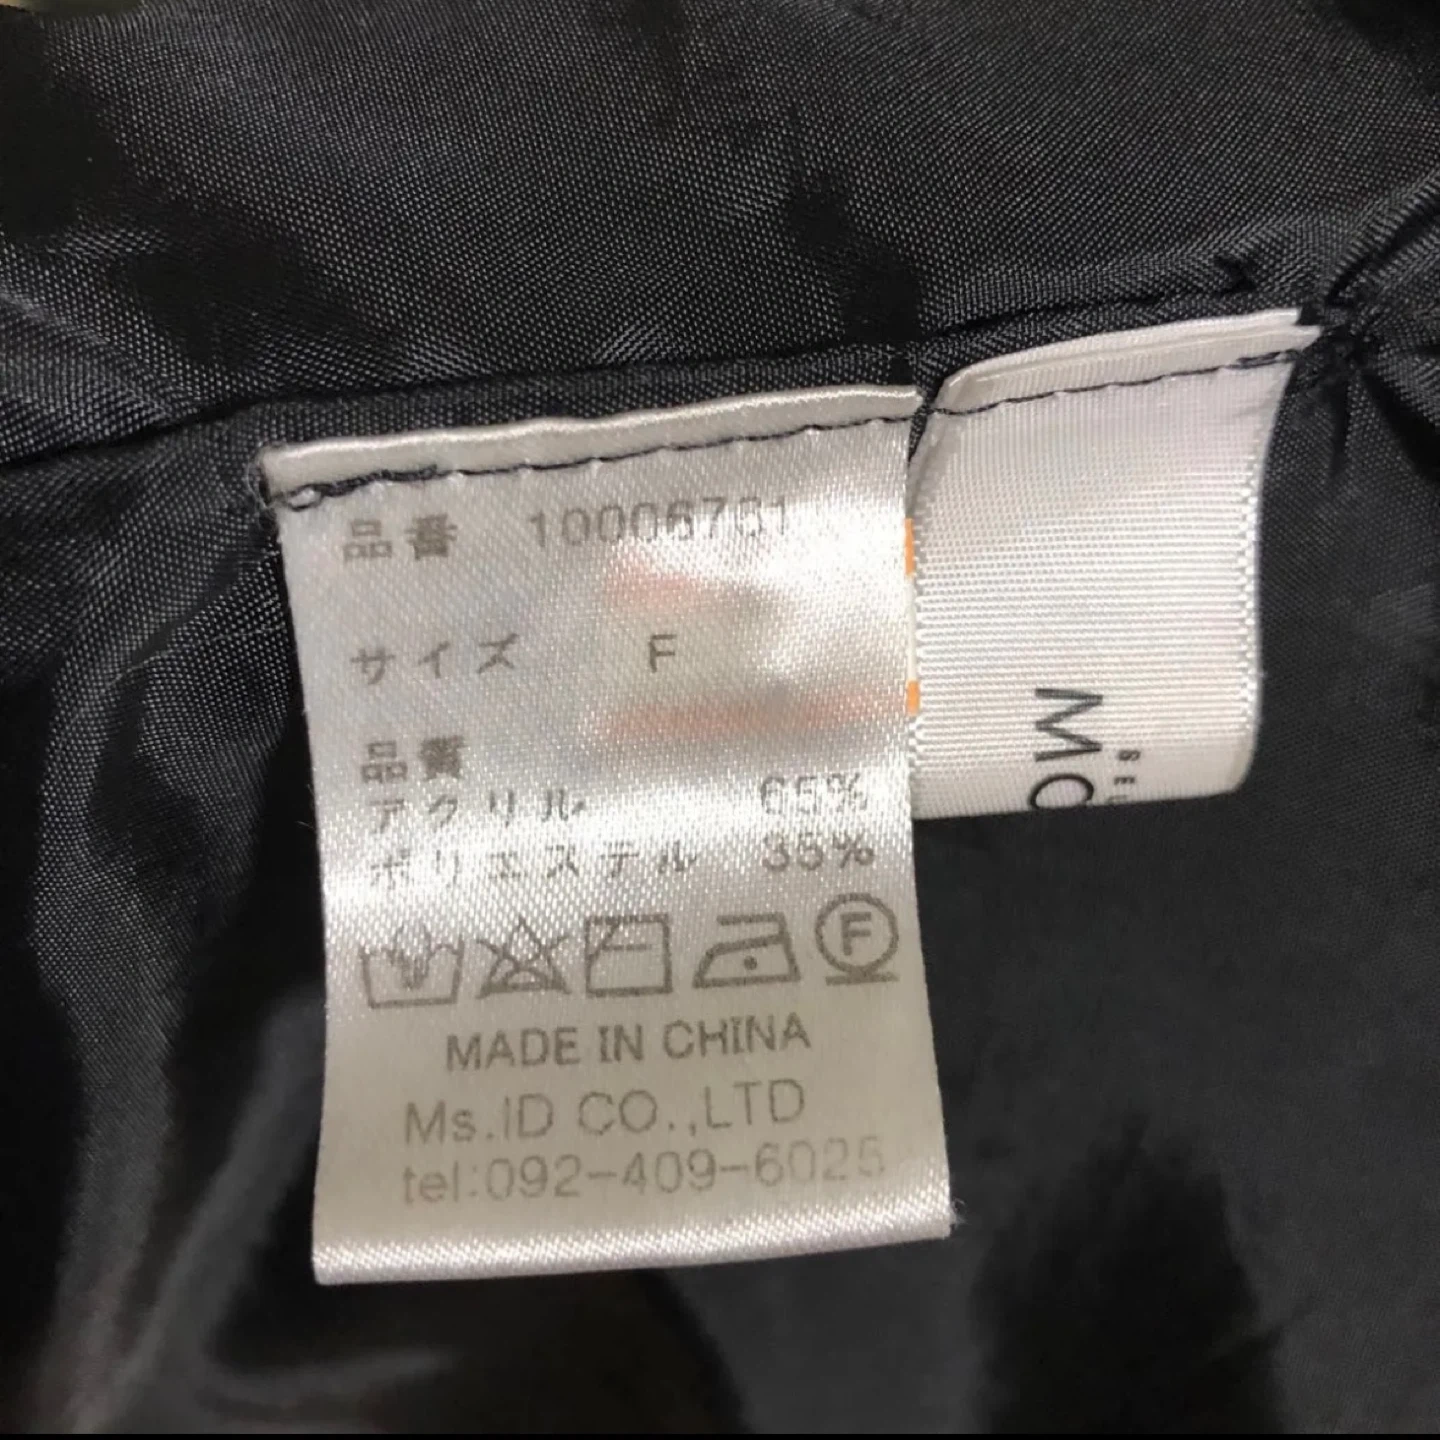 品番 10006781
サイズ F
品質
アクリル 65%
ポリエステル 35%
F
MADE IN CHINA
Ms.ID CO.,LTD
tel:092-409-6025